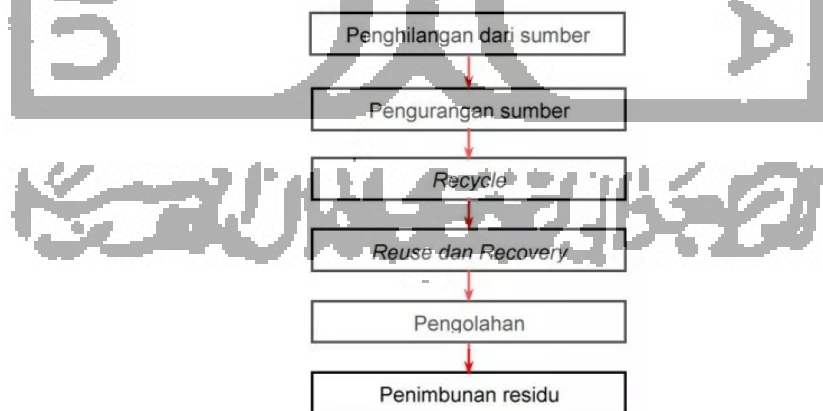 Penghilangan dari sumber
Pengurangan sumber
Recycle
Reuse dan Recovery
Pengolahan
Penimbunan residu